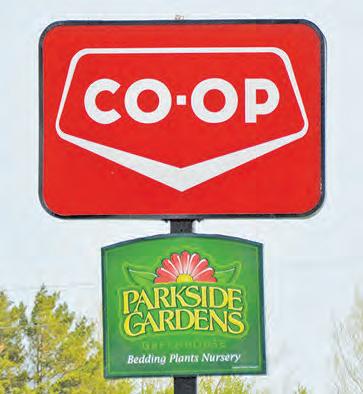 CO-OP
PARKSIDE
GARDENS
GREENHOUSE
Bedding Plants Nursery